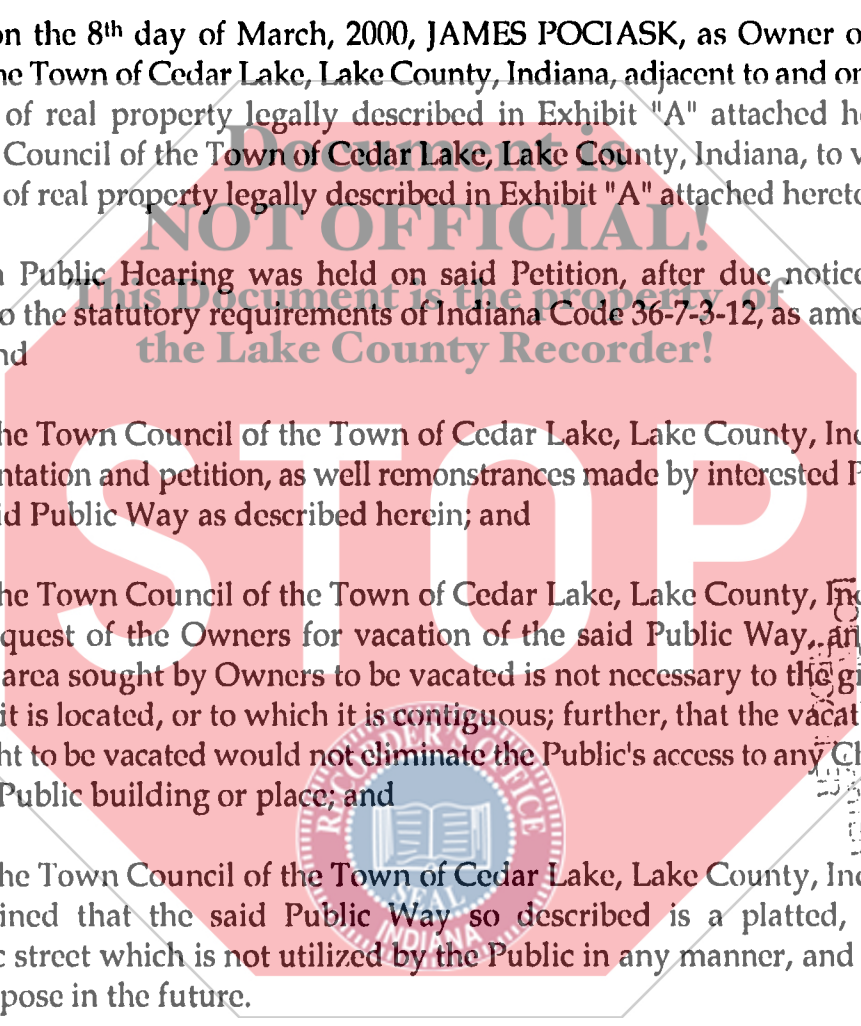 on the 8th day of March, 2000, JAMES POCIASK, as Owner o
he Town of Cedar Lake, Lake County, Indiana, adjacent to and or
of real property legally described in Exhibit "A" attached he
Document is
Council of the Town of Cedar Lake, Lake County, Indiana, to v
of real property legally described in Exhibit "A" attached hereto
NOT OFFICIAL!
a Public Hearing was held on said Petition, after due notice
This Document is the property of
o the statutory requirements of Indiana Code 36-7-3-12, as ame
the Lake County Recorder!
nd
he Town Council of the Town of Cedar Lake, Lake County, Ind
ntation and petition, as well remonstrances made by interested P
id Public Way as described herein; and
STOP
he Town Council of the Town of Cedar Lake, Lake County, Ind
quest of the Owners for vacation of the said Public Way, an
area sought by Owners to be vacated is not necessary to the g
it is located, or to which it is contiguous; further, that the vacat
ht to be vacated would not eliminate the Public's access to any Cl
Public building or place; and
RECORDER'S OFFICE
SEAL
INDIANA
he Town Council of the Town of Cedar Lake, Lake County, Ind
ined that the said Public Way so described is a platted,
c street which is not utilized by the Public in any manner, and
pose in the future.